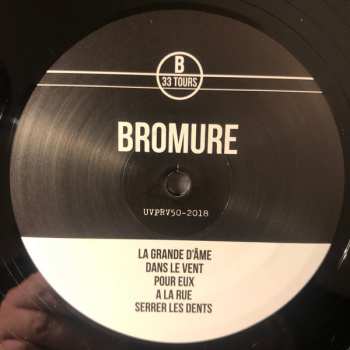 B
33 TOURS
BROMURE
UVPRV50-2018
LA GRANDE D'ÂME
DANS LE VENT
POUR EUX
A LA RUE
SERRER LES DENTS